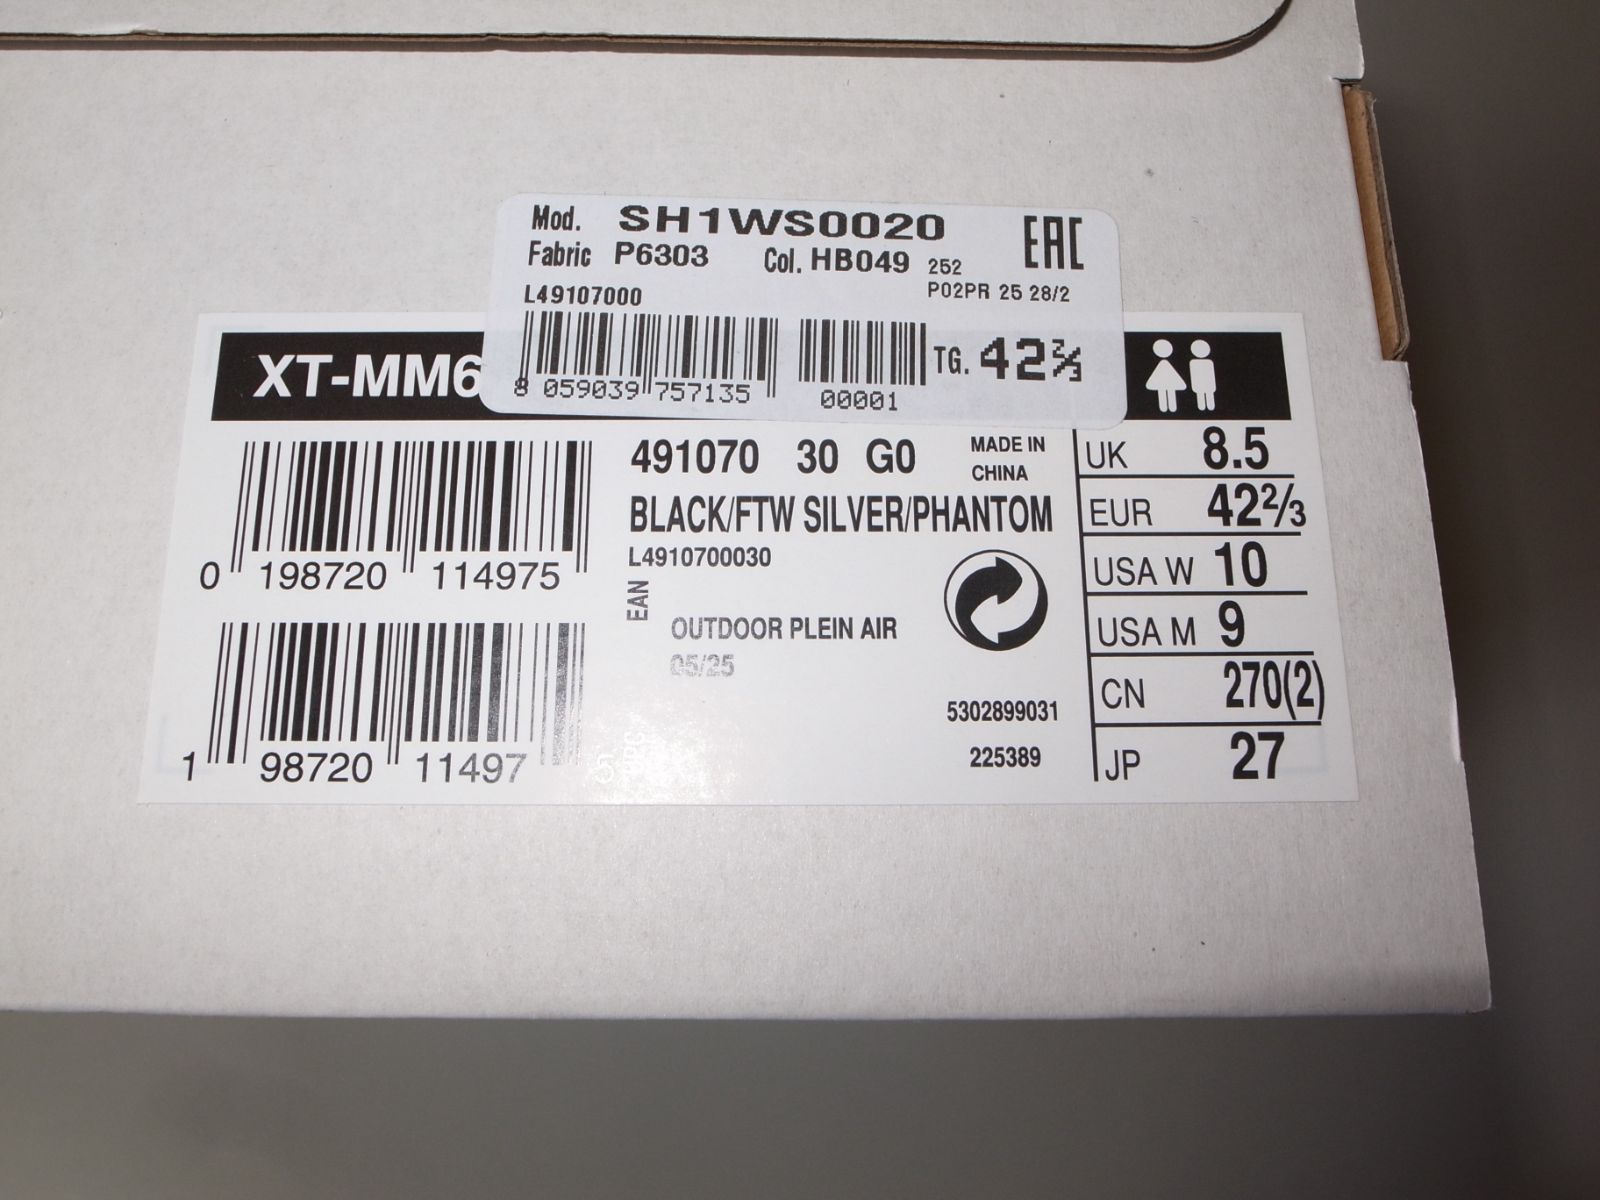 Mod. SH1WS0020 EAC
Fabric P6303 Col. HB049 252
P02PR 25 28/2
L49107000
8 059039 757135 00001 TG. 42⅔
XT-MM6
491070 30 G0 MADE IN CHINA
BLACK/FTW SILVER/PHANTOM
L4910700030
0 198720 114975
EAN
OUTDOOR PLEIN AIR
05/25
5302899031
225389
1 98720 11497
UK 8.5
EUR 42⅔
USA W 10
USA M 9
CN 270(2)
JP 27